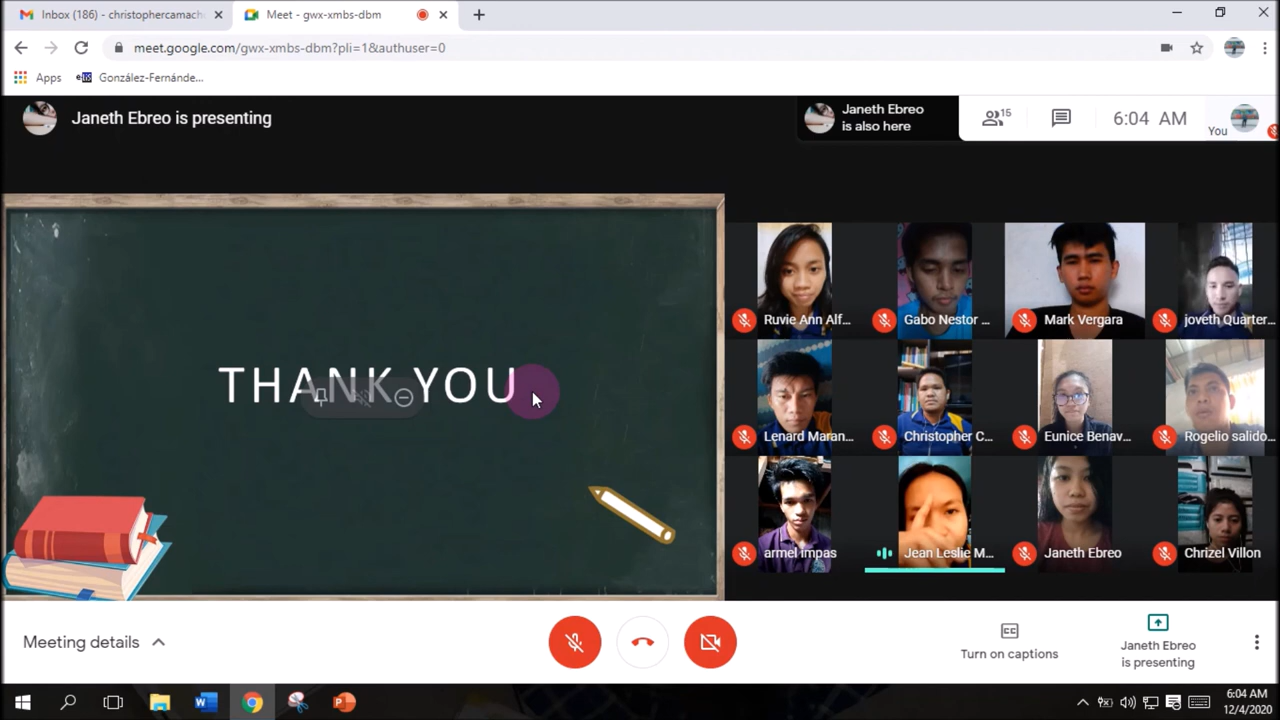 Inbox (186) - christophercamach
Meet - gwx-xmbs-dbm
meet.google.com/gwx-xmbs-dbm?pli=1&authuser=0
Apps
González-Fernánde...
Janeth Ebreo is presenting
Janeth Ebreo
is also here
15
6:04 AM
You
THANK YOU
Ruvie Ann Alf...
Gabo Nestor ...
Mark Vergara
joveth Quarter...
Lenard Maran...
Christopher C...
Eunice Benav...
Rogelio salido...
armel impas
Jean Leslie M...
Janeth Ebreo
Chrizel Villon
Meeting details
CC
Turn on captions
Janeth Ebreo
is presenting
6:04 AM
12/4/2020